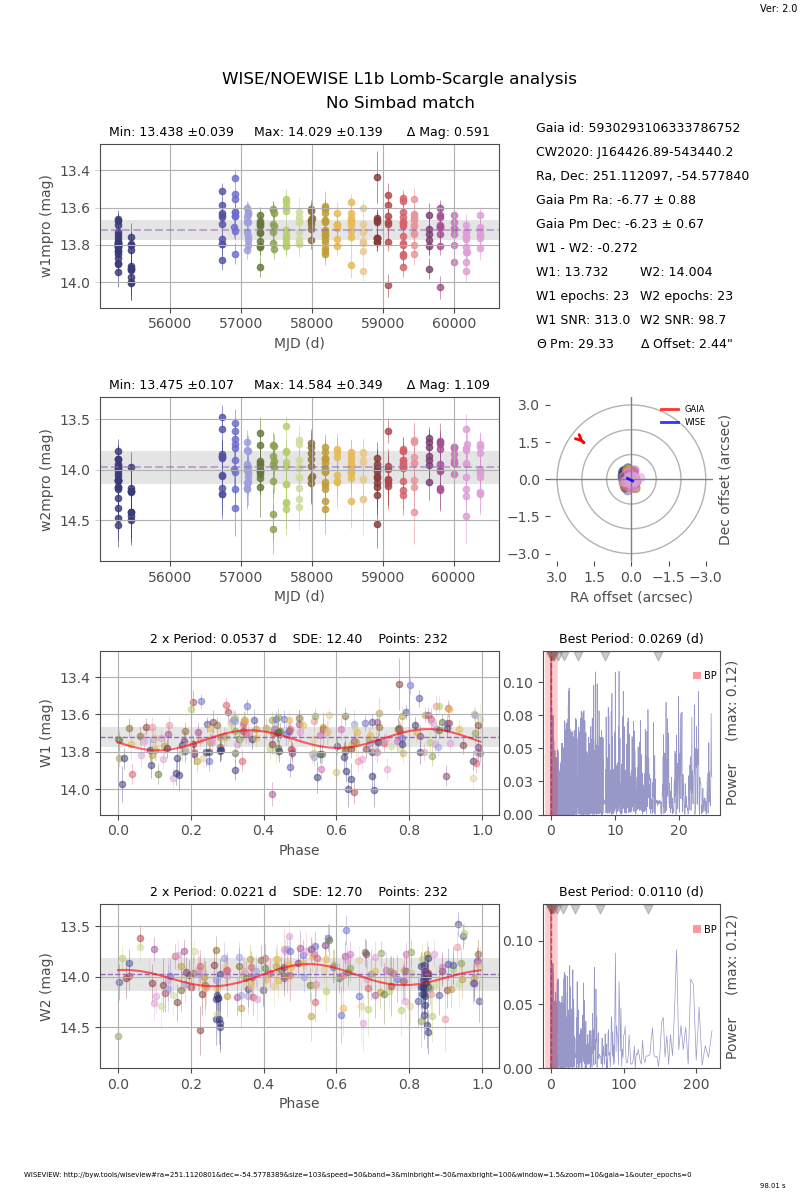 Ver: 2.0
WISE/NOEWISE L1b Lomb-Scargle analysis
No Simbad match
Min: 13.438 ±0.039 Max: 14.029 ±0.139 Δ Mag: 0.591
13.4
13.6
13.8
14.0
w1mpro (mag)
56000 57000 58000 59000 60000
MJD (d)
Gaia id: 5930293106333786752
CW2020: J164426.89-543440.2
Ra, Dec: 251.112097, -54.577840
Gaia Pm Ra: -6.77 ± 0.88
Gaia Pm Dec: -6.23 ± 0.67
W1 - W2: -0.272
W1: 13.732 W2: 14.004
W1 epochs: 23 W2 epochs: 23
W1 SNR: 313.0 W2 SNR: 98.7
Θ Pm: 29.33 Δ Offset: 2.44"
Min: 13.475 ±0.107 Max: 14.584 ±0.349 Δ Mag: 1.109
13.5
14.0
14.5
w2mpro (mag)
56000 57000 58000 59000 60000
MJD (d)
GAIA
WISE
3.0
1.5
0.0
−1.5
−3.0
Dec offset (arcsec)
3.0 1.5 0.0 −1.5 −3.0
RA offset (arcsec)
2 x Period: 0.0537 d SDE: 12.40 Points: 232
13.4
13.6
13.8
14.0
W1 (mag)
0.0 0.2 0.4 0.6 0.8 1.0
Phase
Best Period: 0.0269 (d)
BP
0.10
0.08
0.05
0.03
0.00
Power (max: 0.12)
0 10 20
2 x Period: 0.0221 d SDE: 12.70 Points: 232
13.5
14.0
14.5
W2 (mag)
0.0 0.2 0.4 0.6 0.8 1.0
Phase
Best Period: 0.0110 (d)
BP
0.10
0.05
0.00
Power (max: 0.12)
0 100 200
WISEVIEW: http://byw.tools/wiseview#ra=251.1120801&dec=-54.5778389&size=103&speed=50&band=3&minbright=-50&maxbright=100&window=1.5&zoom=10&gaia=1&outer_epochs=0
98.01 s